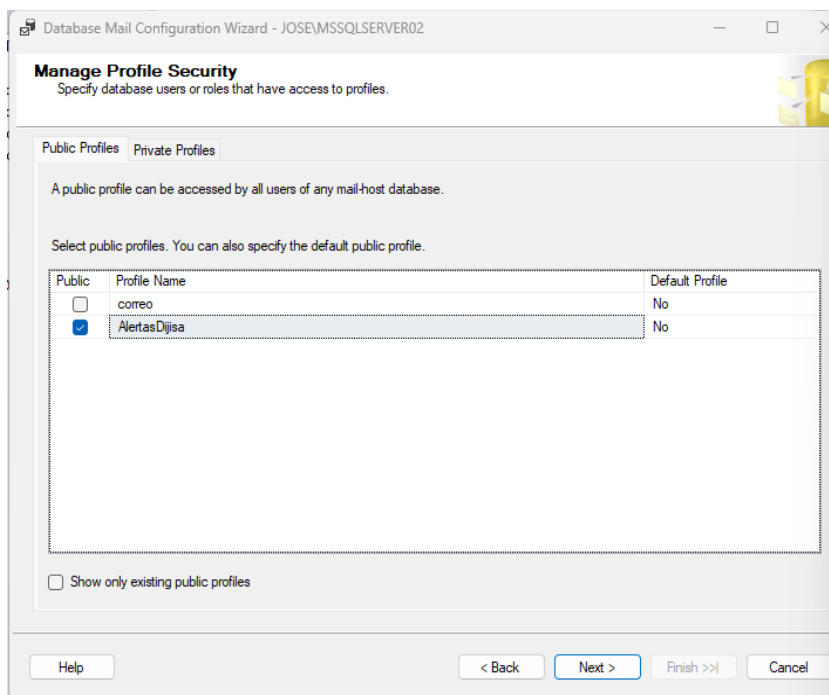 Database Mail Configuration Wizard - JOSE\MSSQLSERVER02
Manage Profile Security
Specify database users or roles that have access to profiles.
Public Profiles Private Profiles
A public profile can be accessed by all users of any mail-host database.
Select public profiles. You can also specify the default public profile.
Public Profile Name Default Profile
correo No
AlertasDijisa No
Show only existing public profiles
Help < Back Next > Finish >>| Cancel